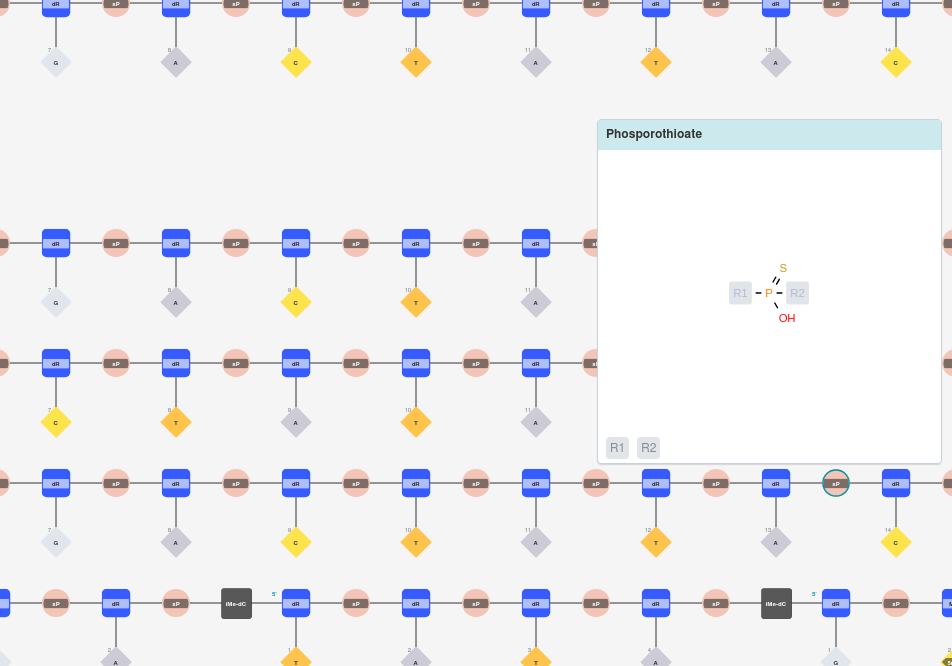 dR sP dR sP dR sP dR sP dR sP dR sP dR sP dR
7 8 9 10 11 12 13 14
G A C T A T A C
Phosporothioate
dR sP dR sP dR sP dR sP dR
7 8 9 10 11
G A C T A
S
R1 P R2
OH
dR sP dR sP dR sP dR sP dR
7 8 9 10 11
C T A T A
R1 R2
dR sP dR sP dR sP dR sP dR sP dR sP dR sP dR
7 8 9 10 11 12 13 14
G A C T A T A C
sP dR sP iMe-dC 5' dR sP dR sP dR sP dR sP iMe-dC 5' dR sP
2 1 2 3 4 1
A T A T A G